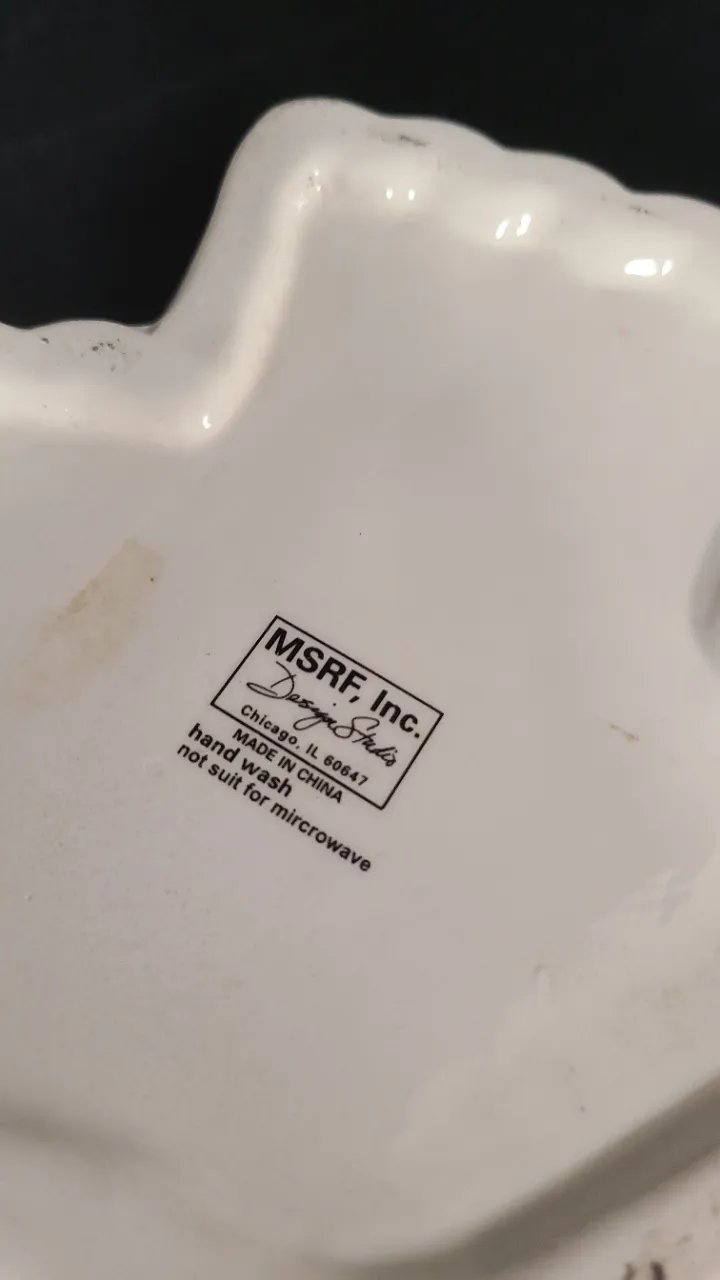 MSRF, Inc.
Design Studio
Chicago, IL 60647
MADE IN CHINA
hand wash
not suit for mircrowave